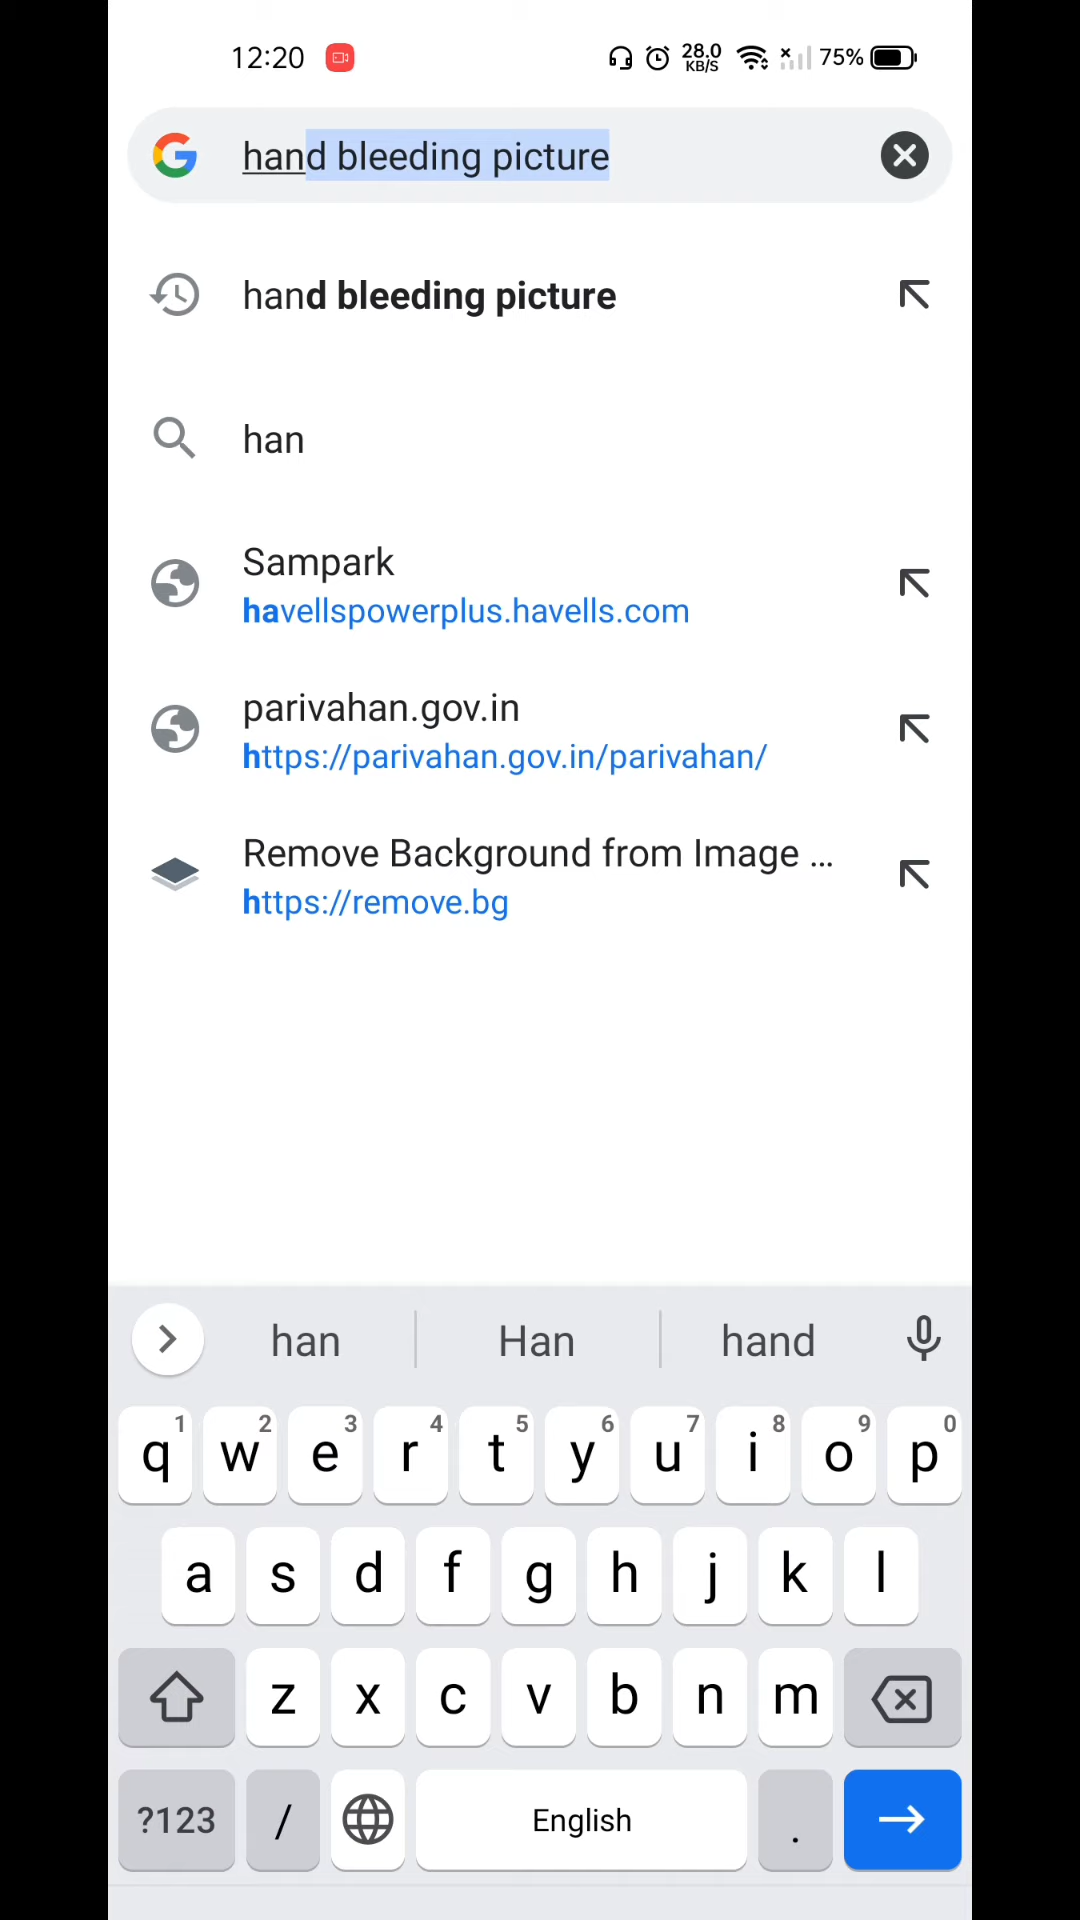 12:20 28.0 KB/S 75%
hand bleeding picture
hand bleeding picture
han
Sampark
havellspowerplus.havells.com
parivahan.gov.in
https://parivahan.gov.in/parivahan/
Remove Background from Image ...
https://remove.bg
han Han hand
1 2 3 4 5 6 7 8 9 0
q w e r t y u i o p
a s d f g h j k l
z x c v b n m
?123 / English .